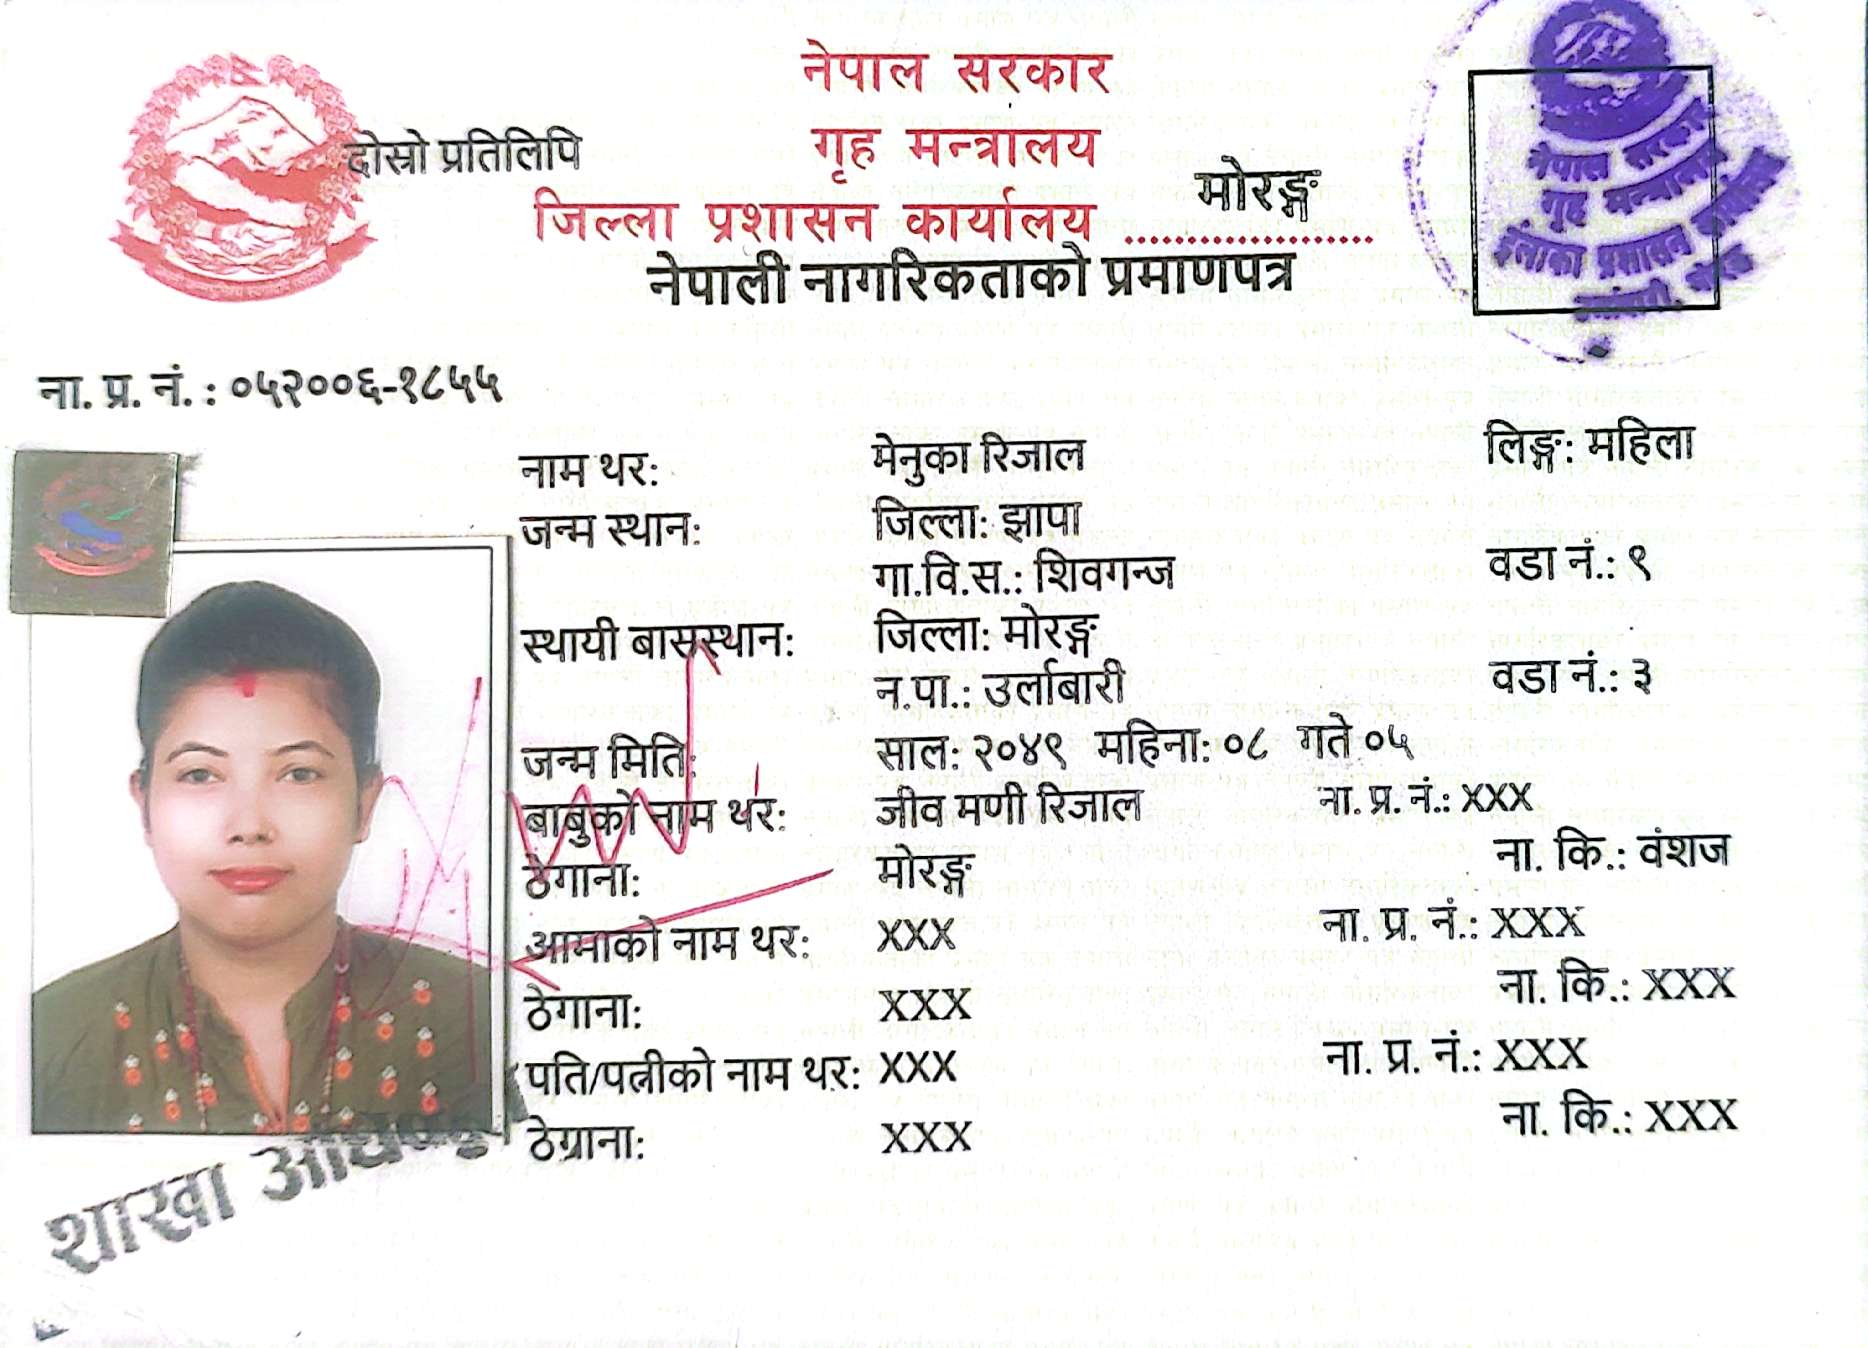 नेपाल सरकार
दोस्रो प्रतिलिपि
गृह मन्त्रालय
जिल्ला प्रशासन कार्यालय ........................ मोरङ्ग
नेपाली नागरिकताको प्रमाणपत्र
नेपाल सरकार
गृह मन्त्रालय
इलाका प्रशासन कार्यालय
ना. प्र. नं. : ०५२००६-१८५५
नाम थर: मेनुका रिजाल लिङ्ग: महिला
जन्म स्थान: जिल्ला: झापा
गा.वि.स.: शिवगन्ज वडा नं.: ९
स्थायी बासस्थान: जिल्ला: मोरङ्ग
न.पा.: उर्लाबारी वडा नं.: ३
जन्म मिति: साल: २०४९ महिना: ०८ गते ०५
बाबुको नाम थर: जीव मणी रिजाल ना. प्र. नं.: XXX
ठेगाना: मोरङ्ग ना. कि.: वंशज
आमाको नाम थर: XXX ना. प्र. नं.: XXX
ठेगाना: XXX ना. कि.: XXX
पति/पत्नीको नाम थर: XXX ना. प्र. नं.: XXX
ठेगाना: XXX ना. कि.: XXX
शाखा